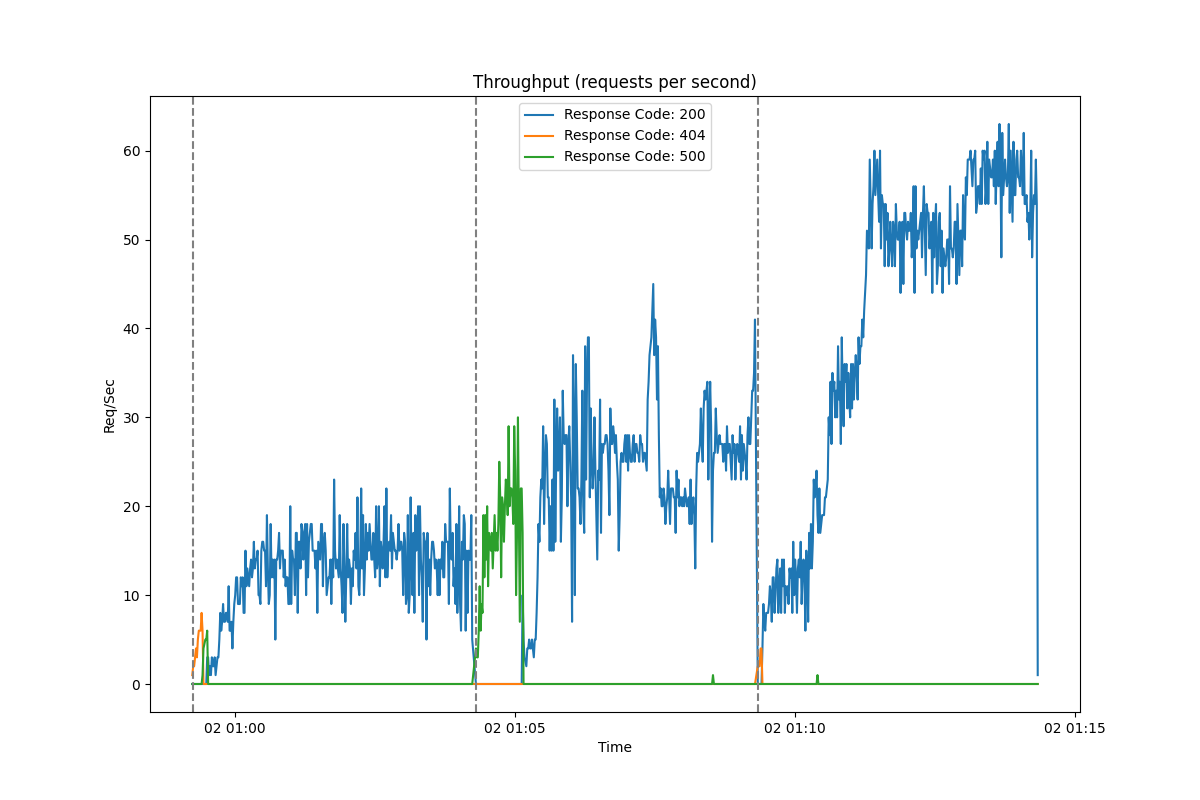 Throughput (requests per second)
Response Code: 200
Response Code: 404
Response Code: 500
60
50
40
30
20
10
0
Req/Sec
02 01:00
02 01:05
02 01:10
02 01:15
Time